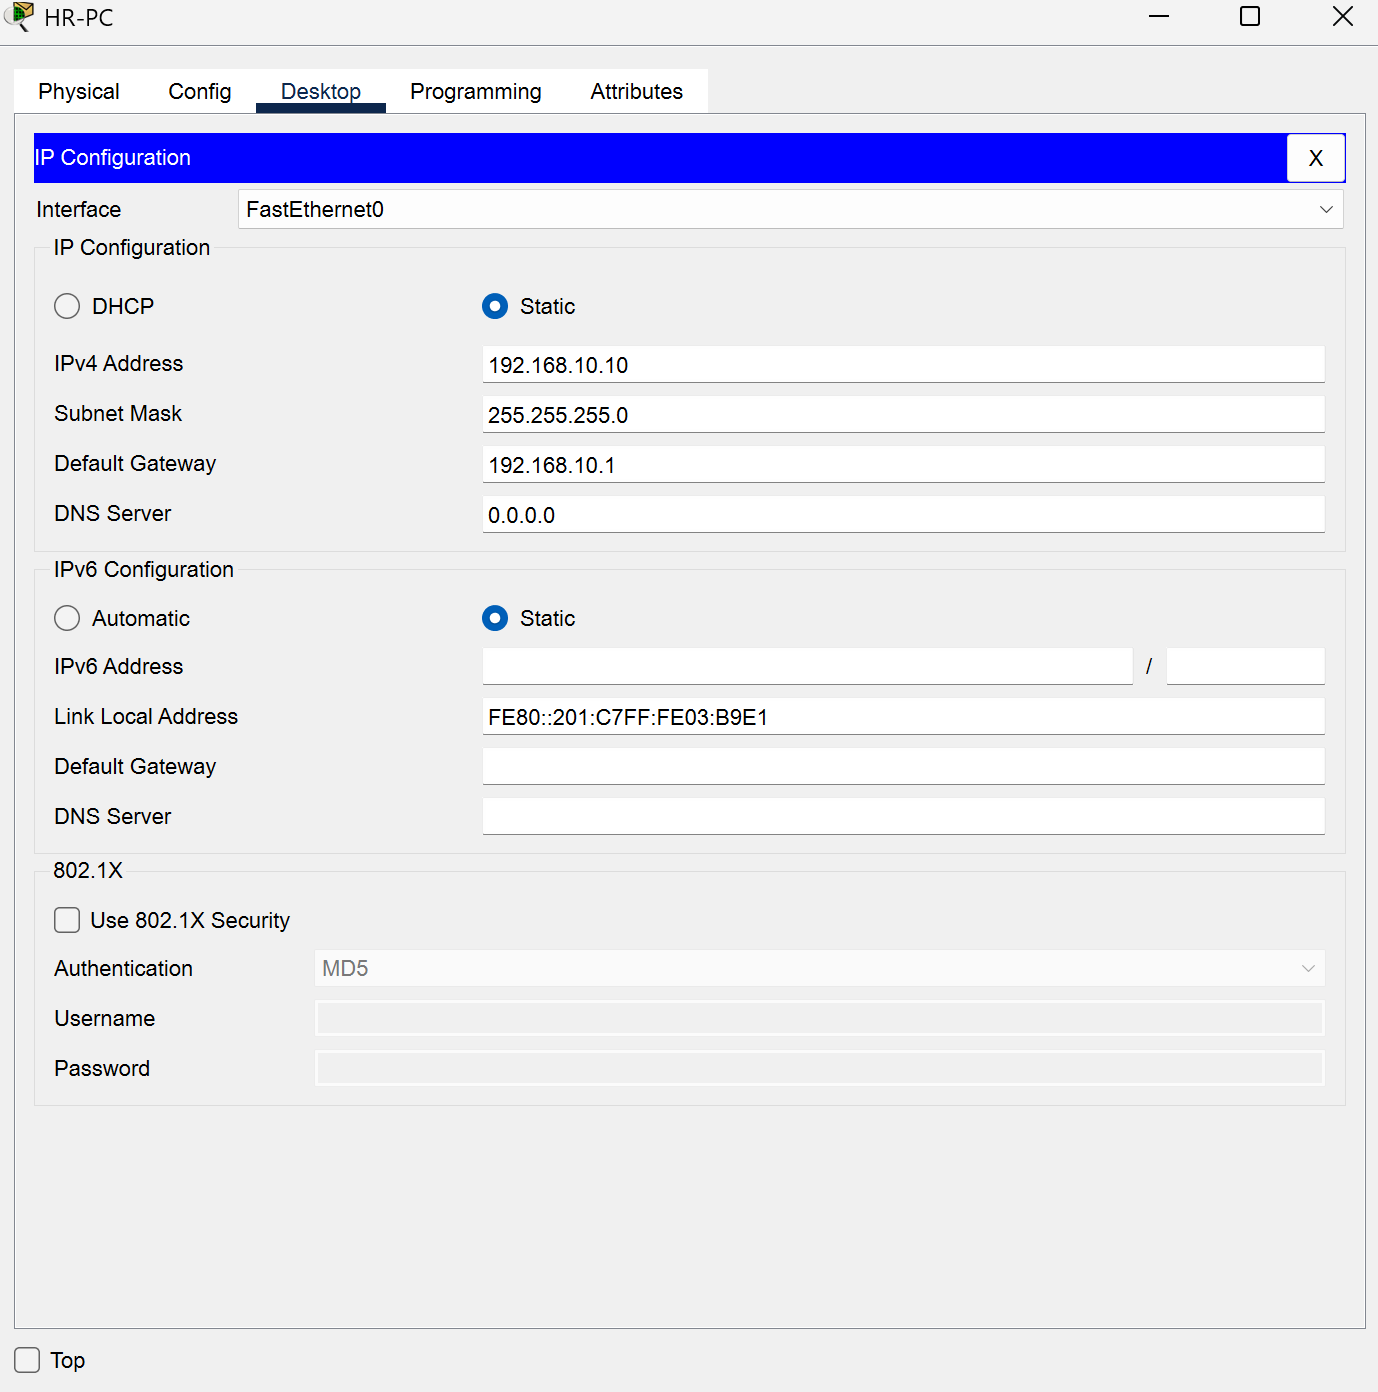 HR-PC
Physical Config Desktop Programming Attributes
IP Configuration X
Interface FastEthernet0
IP Configuration
DHCP Static
IPv4 Address 192.168.10.10
Subnet Mask 255.255.255.0
Default Gateway 192.168.10.1
DNS Server 0.0.0.0
IPv6 Configuration
Automatic Static
IPv6 Address /
Link Local Address FE80::201:C7FF:FE03:B9E1
Default Gateway
DNS Server
802.1X
Use 802.1X Security
Authentication MD5
Username
Password
Top